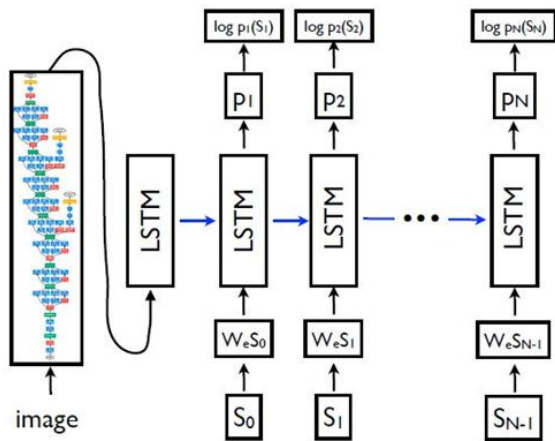 log p₁(S₁) log p₂(S₂) log pN(SN)
p₁ p₂ pN
LSTM LSTM LSTM ••• LSTM
WeS₀ WeS₁ WeSN-1
image S₀ S₁ SN-1